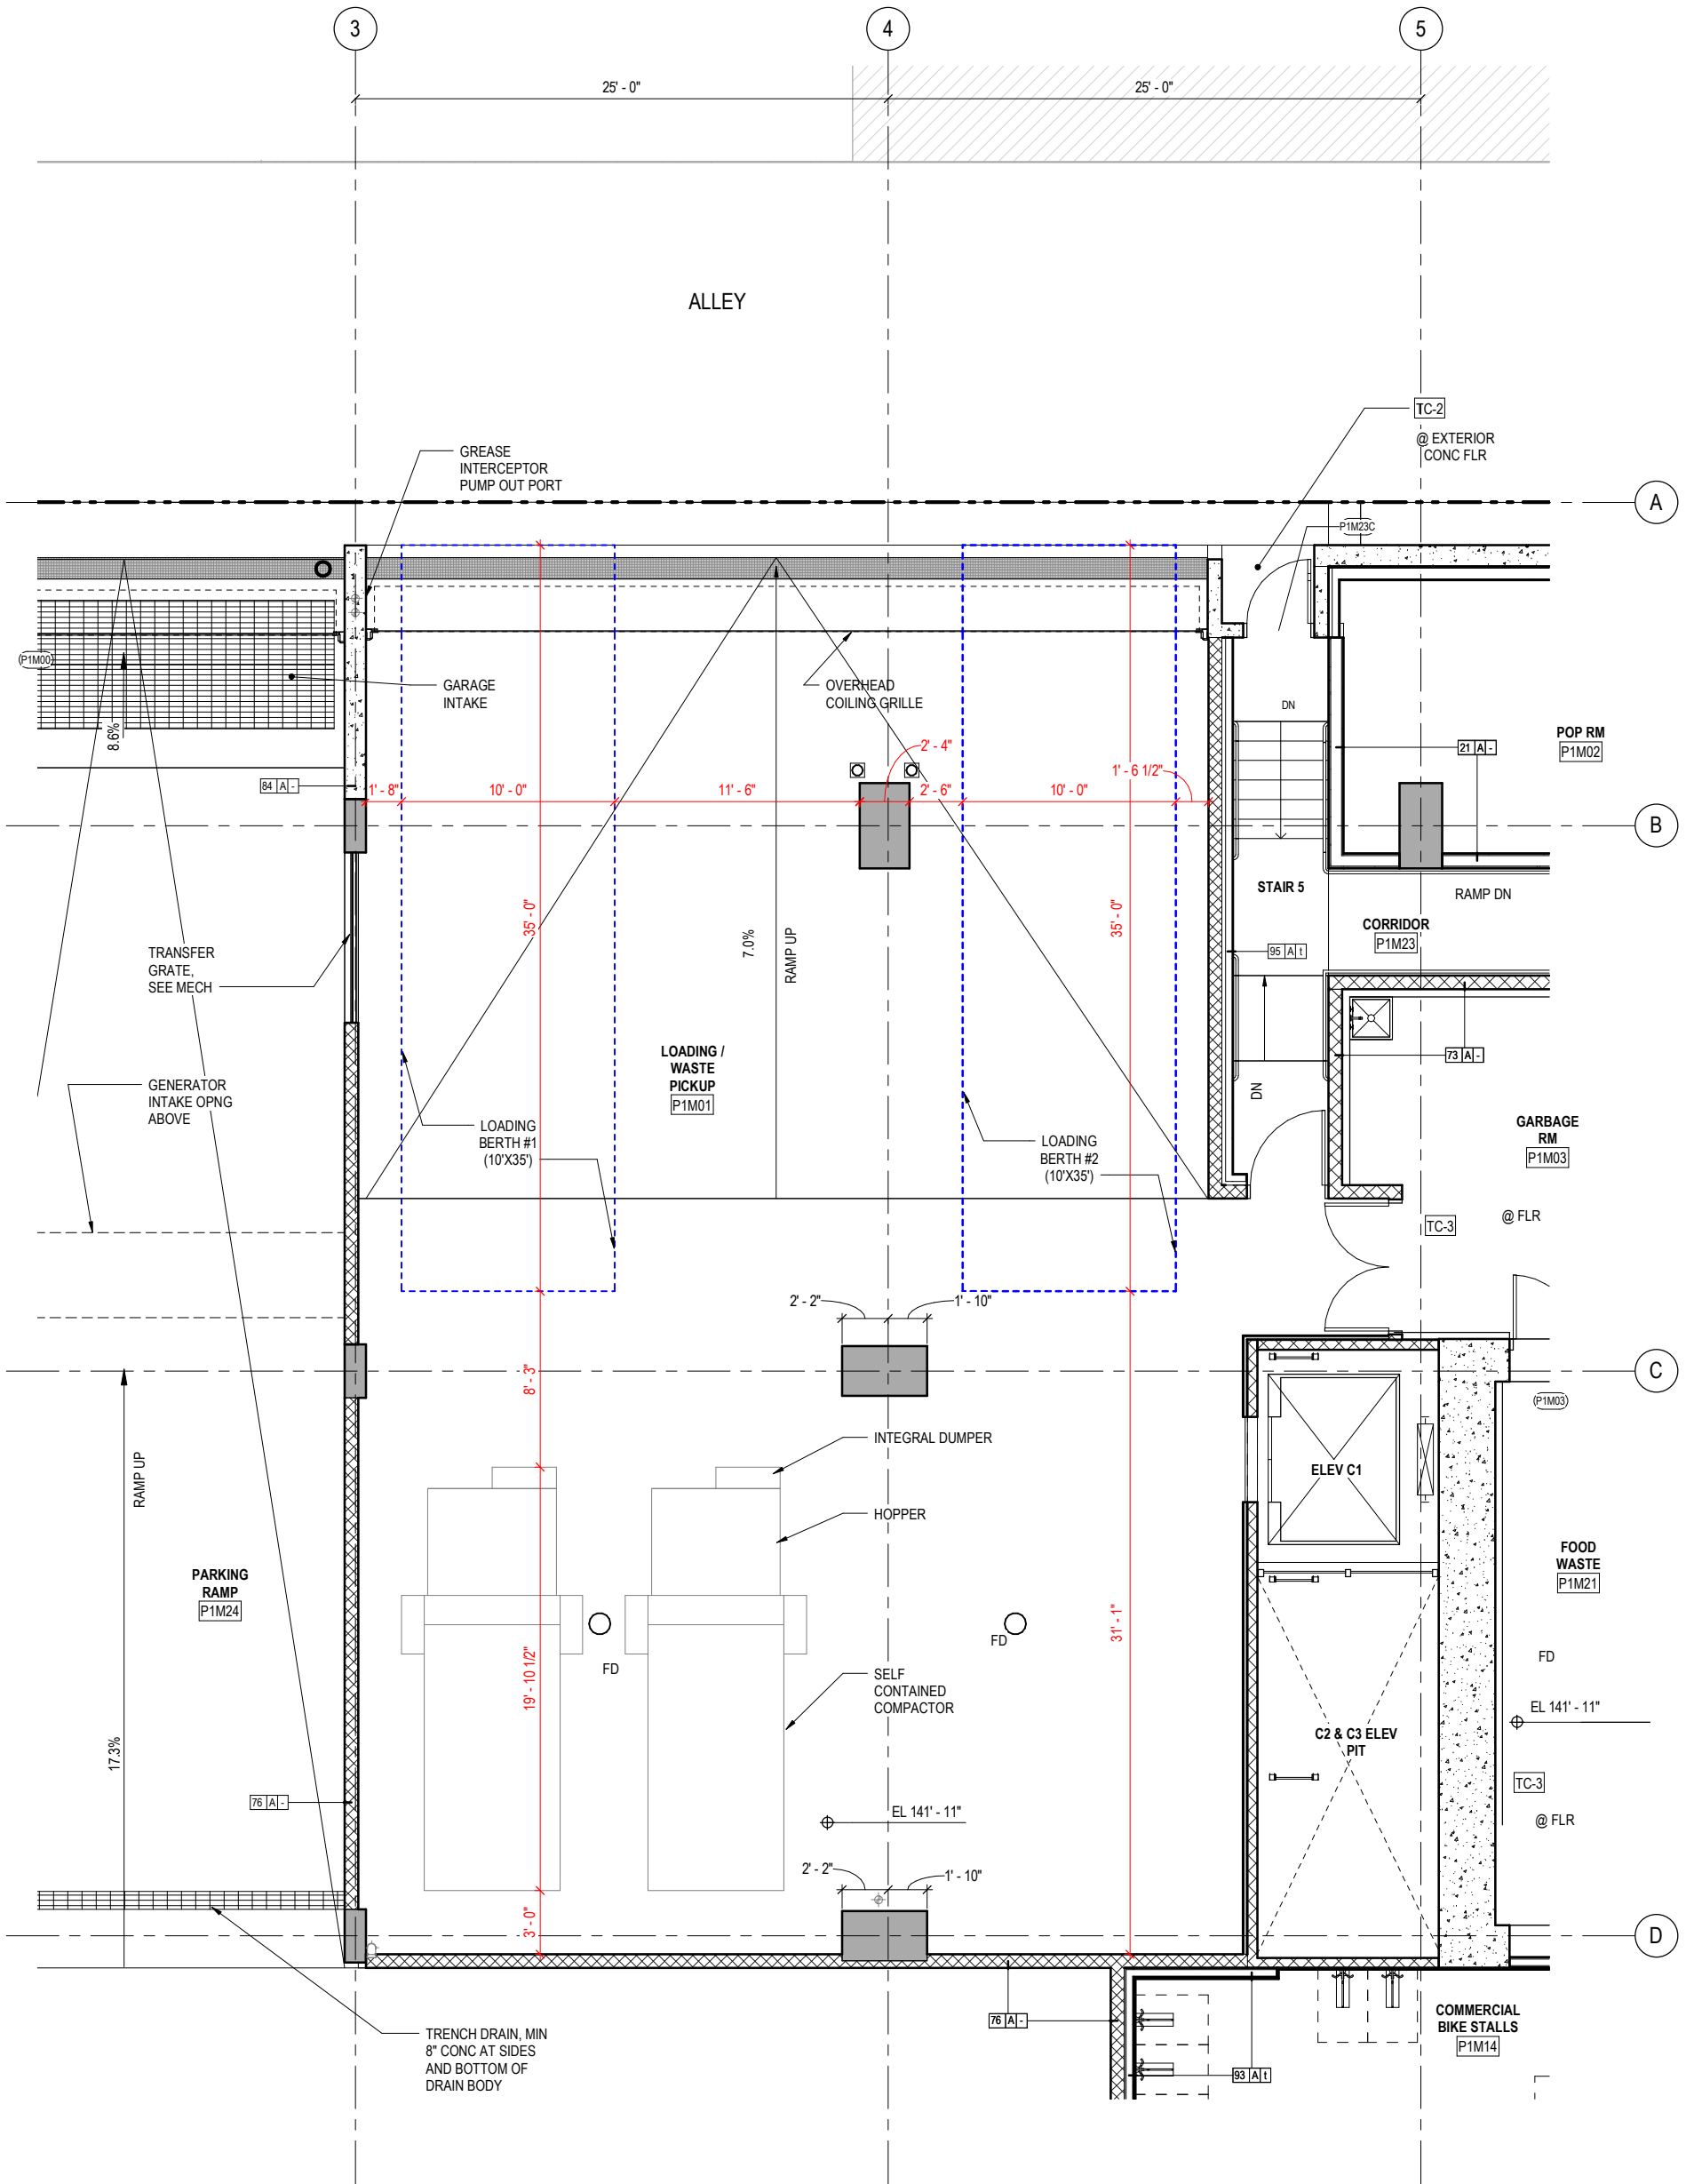 3
4
5
25' - 0"
25' - 0"
ALLEY
TC-2
@ EXTERIOR
CONC FLR
GREASE
INTERCEPTOR
PUMP OUT PORT
A
P1M23C
P1M00
GARAGE
INTAKE
OVERHEAD
COILING GRILLE
8.6%
DN
POP RM
P1M02
21 A -
84 A -
1' - 8"
10' - 0"
11' - 6"
2' - 4"
2' - 6"
10' - 0"
1' - 6 1/2"
B
STAIR 5
RAMP DN
35' - 0"
35' - 0"
7.0%
RAMP UP
CORRIDOR
P1M23
95 A t
TRANSFER
GRATE,
SEE MECH
LOADING /
WASTE
PICKUP
P1M01
73 A -
GENERATOR
INTAKE OPNG
ABOVE
DN
LOADING
BERTH #1
(10'X35')
LOADING
BERTH #2
(10'X35')
GARBAGE
RM
P1M03
TC-3
@ FLR
2' - 2"
1' - 10"
8' - 3"
C
P1M03
INTEGRAL DUMPER
ELEV C1
RAMP UP
HOPPER
PARKING
RAMP
P1M24
FOOD
WASTE
P1M21
31' - 1"
FD
FD
FD
19' - 10 1/2"
SELF
CONTAINED
COMPACTOR
EL 141' - 11"
C2 & C3 ELEV
PIT
17.3%
76 A -
TC-3
EL 141' - 11"
@ FLR
2' - 2"
1' - 10"
3' - 0"
D
76 A -
TRENCH DRAIN, MIN
8" CONC AT SIDES
AND BOTTOM OF
DRAIN BODY
COMMERCIAL
BIKE STALLS
P1M14
93 A t